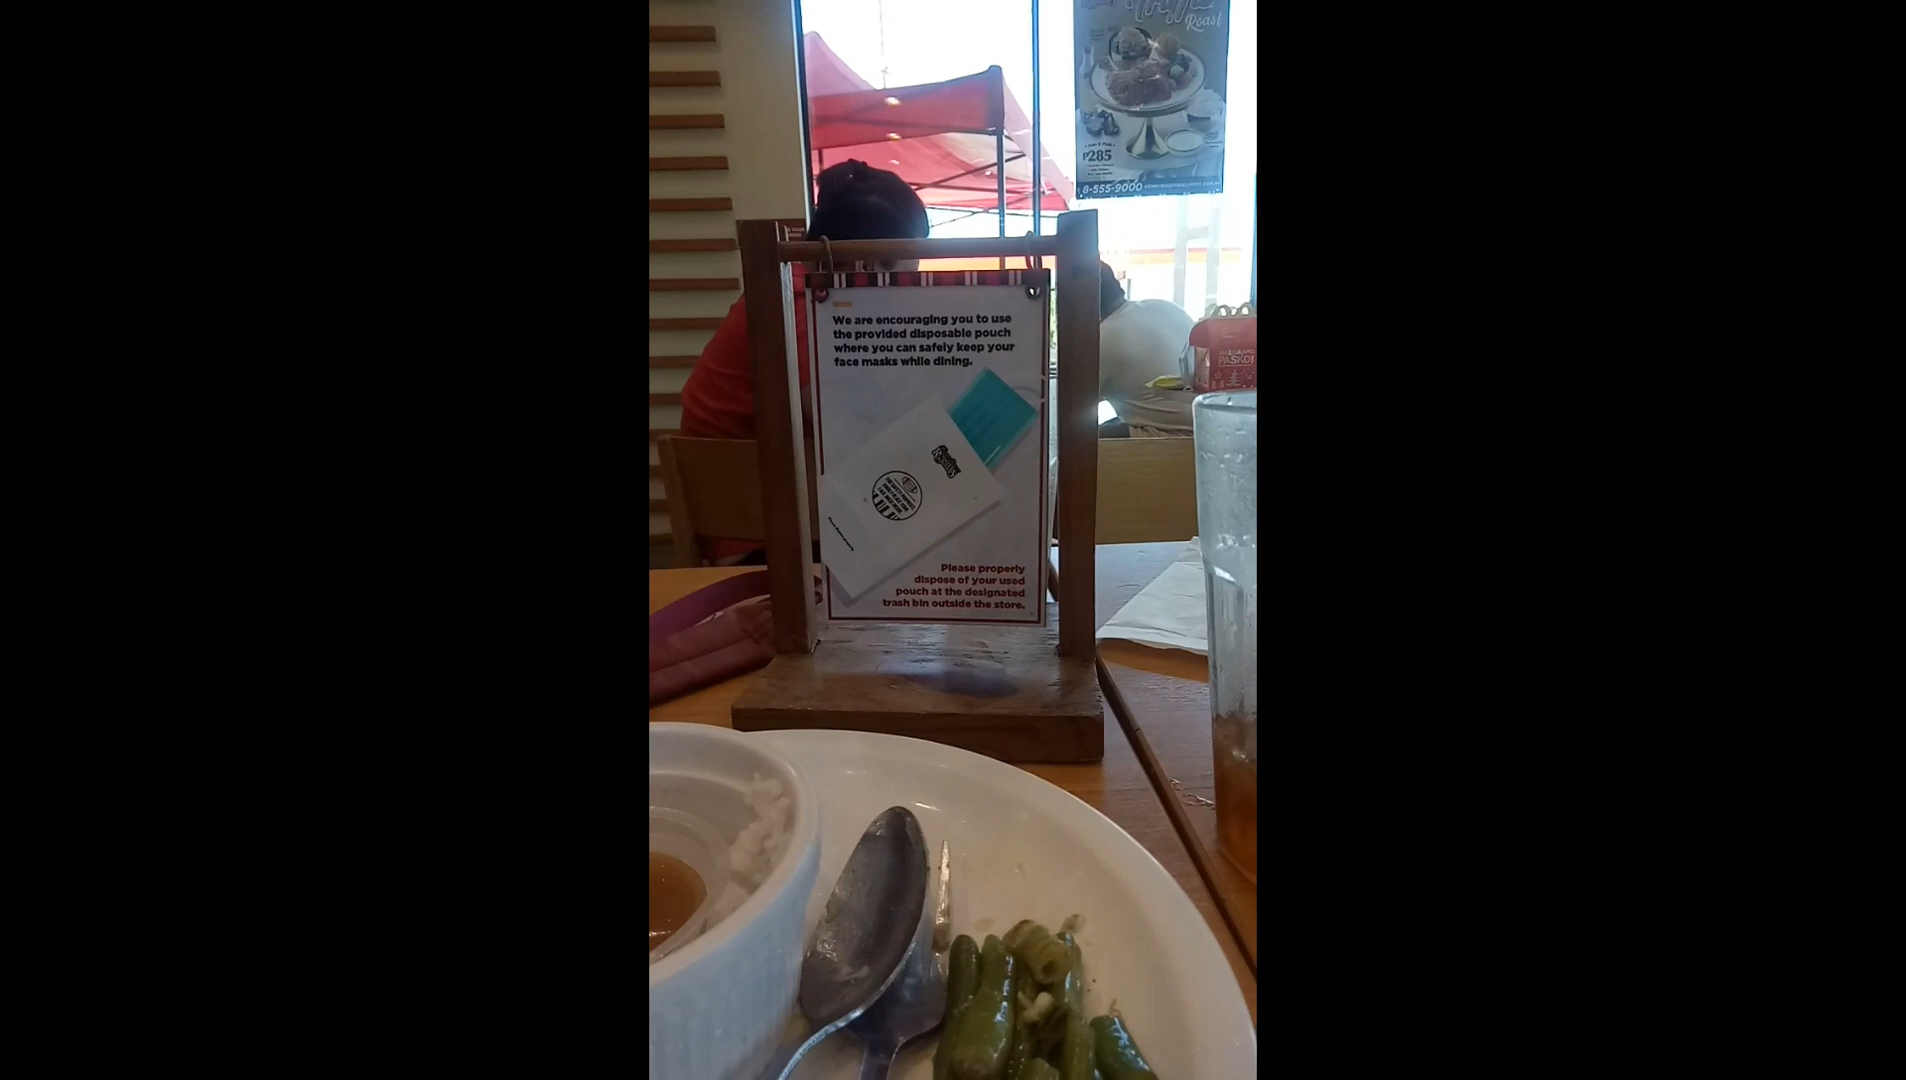 Roast
₱285
8-555-9000
We are encouraging you to use
the provided disposable pouch
where you can safely keep your
face masks while dining.
PASKO!
Please properly
dispose of your used
pouch at the designated
trash bin outside the store.